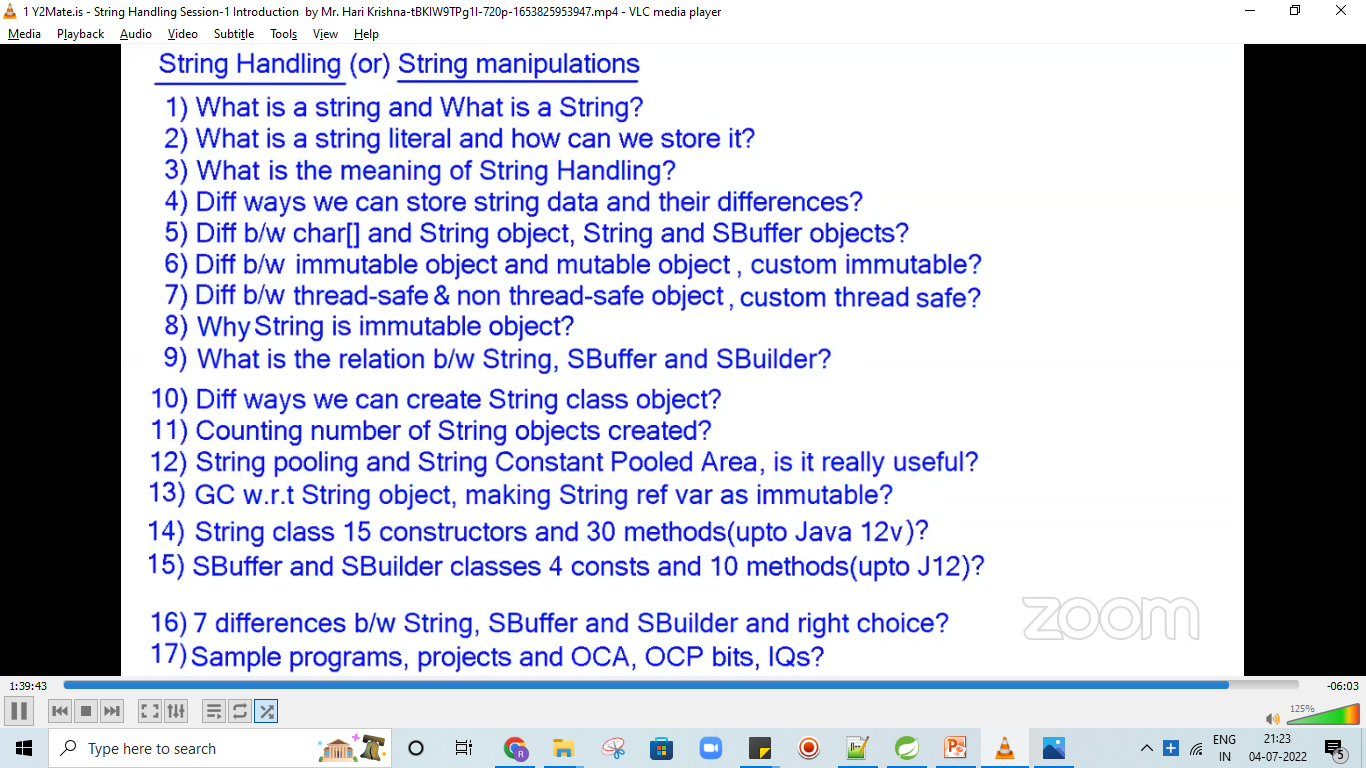 1 Y2Mate.is - String Handling Session-1 Introduction by Mr. Hari Krishna-tBKIW9TPg1I-720p-1653825953947.mp4 - VLC media player
Media Playback Audio Video Subtitle Tools View Help
String Handling (or) String manipulations
1) What is a string and What is a String?
2) What is a string literal and how can we store it?
3) What is the meaning of String Handling?
4) Diff ways we can store string data and their differences?
5) Diff b/w char[] and String object, String and SBuffer objects?
6) Diff b/w immutable object and mutable object , custom immutable?
7) Diff b/w thread-safe & non thread-safe object , custom thread safe?
8) Why String is immutable object?
9) What is the relation b/w String, SBuffer and SBuilder?
10) Diff ways we can create String class object?
11) Counting number of String objects created?
12) String pooling and String Constant Pooled Area, is it really useful?
13) GC w.r.t String object, making String ref var as immutable?
14) String class 15 constructors and 30 methods(upto Java 12v)?
15) SBuffer and SBuilder classes 4 consts and 10 methods(upto J12)?
zoom
16) 7 differences b/w String, SBuffer and SBuilder and right choice?
17) Sample programs, projects and OCA, OCP bits, IQs?
1:39:43 -06:03
125%
Type here to search
R
ENG 21:23
IN 04-07-2022 5